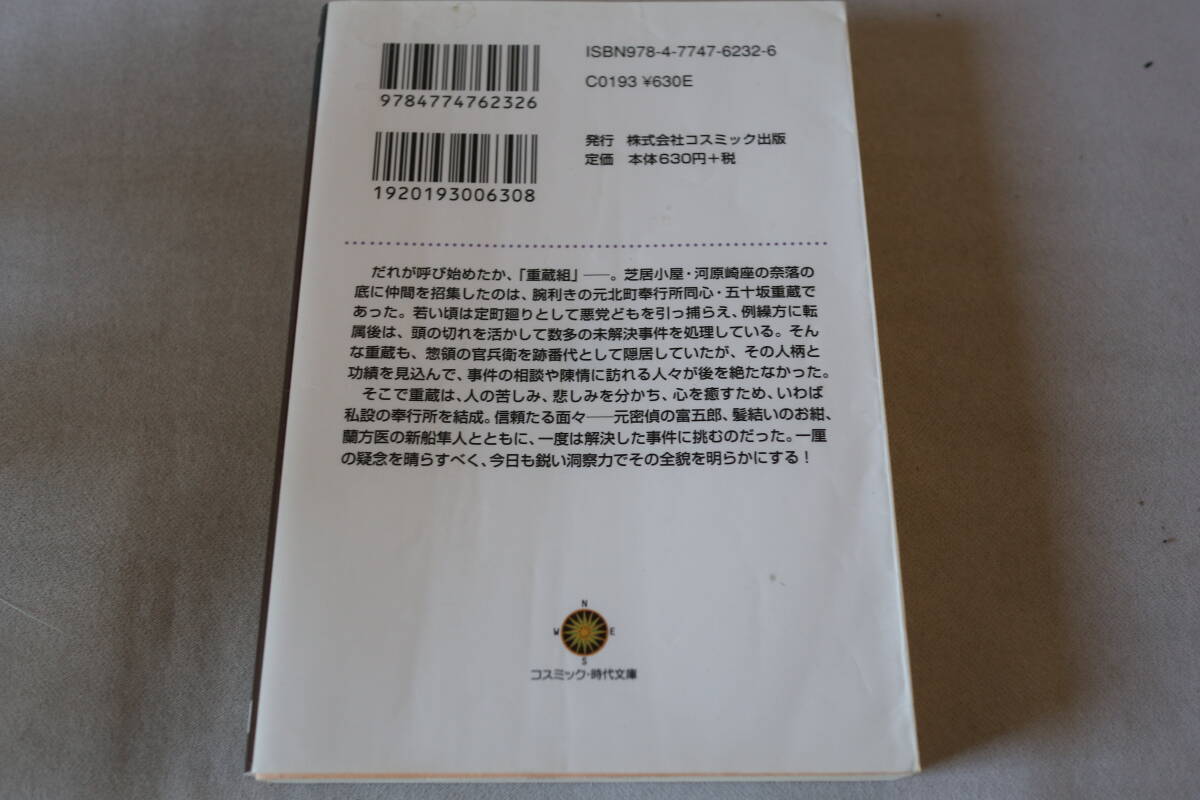 ISBN978-4-7747-6232-6
C0193 ¥630E
9784774762326
発行 株式会社コスミック出版
定価 本体630円+税
1920193006308
だれが呼び始めたか、「重蔵組」――。芝居小屋・河原崎座の奈落の
底に仲間を招集したのは、腕利きの元北町奉行所同心・五十坂重蔵で
あった。若い頃は定町廻りとして悪党どもを引っ捕らえ、例繰方に転
属後は、頭の切れを活かして数多の未解決事件を処理している。そん
な重蔵も、惣領の官兵衛を跡番代として隠居していたが、その人柄と
功績を見込んで、事件の相談や陳情に訪れる人々が後を絶たなかった。
そこで重蔵は、人の苦しみ、悲しみを分かち、心を癒すため、いわば
私設の奉行所を結成。信頼たる面々――元密偵の富五郎、髪結いのお紺、
蘭方医の新船隼人とともに、一度は解決した事件に挑むのだった。一厘
の疑念を晴らすべく、今日も鋭い洞察力でその全貌を明らかにする!
N
W E
S
コスミック・時代文庫